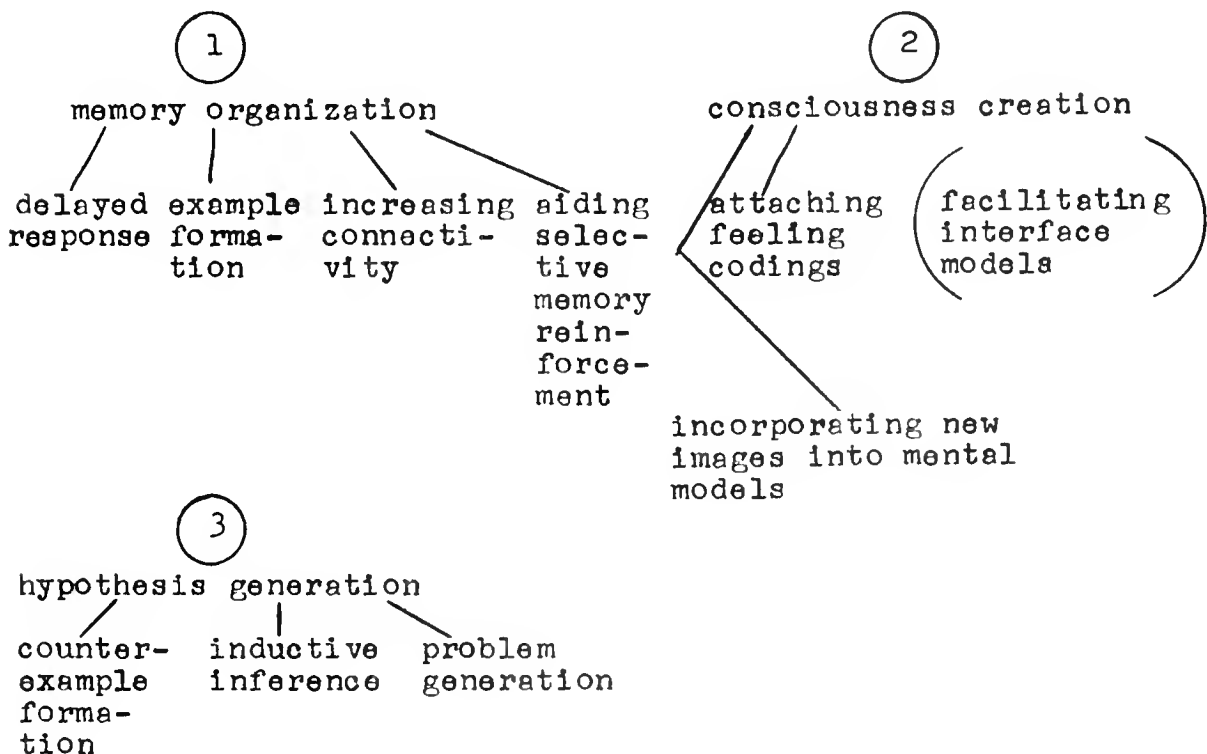 1
memory organization
delayed
response
example
forma-
tion
increasing
connecti-
vity
aiding
selec-
tive
memory
rein-
force-
ment
2
consciousness creation
attaching
feeling
codings
facilitating
interface
models
incorporating new
images into mental
models
3
hypothesis generation
counter-
example
forma-
tion
inductive
inference
problem
generation